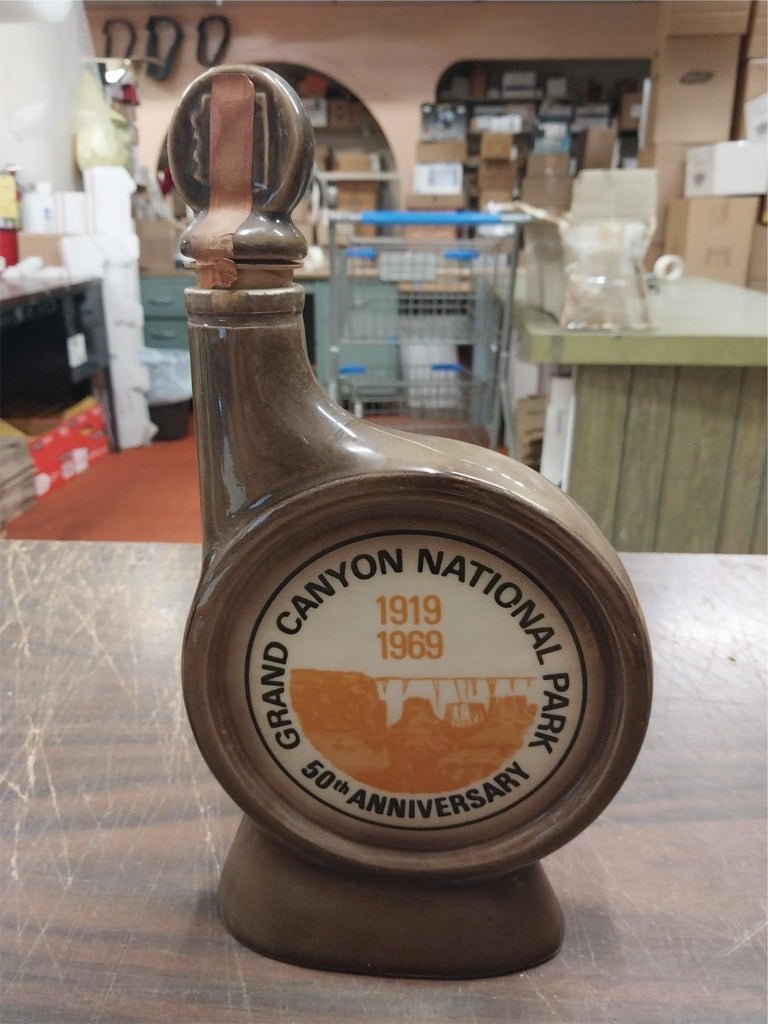 GRAND CANYON NATIONAL PARK
1919
1969
50th ANNIVERSARY